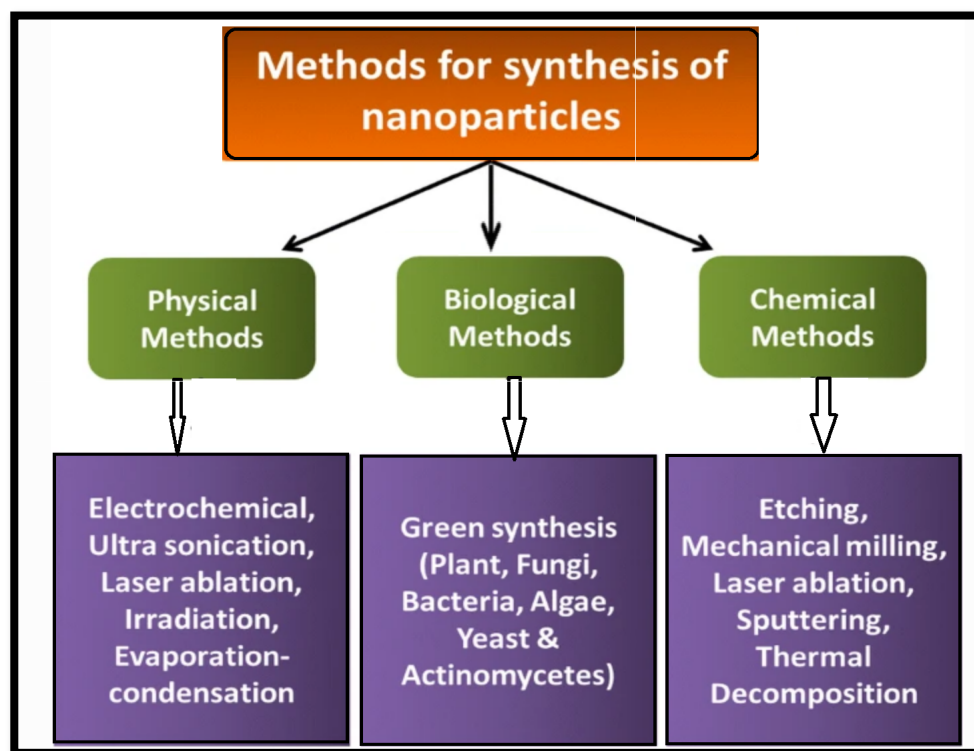 Methods for synthesis of
nanoparticles
Physical
Methods
Biological
Methods
Chemical
Methods
Electrochemical,
Ultra sonication,
Laser ablation,
Irradiation,
Evaporation-
condensation
Green synthesis
(Plant, Fungi,
Bacteria, Algae,
Yeast &
Actinomycetes)
Etching,
Mechanical milling,
Laser ablation,
Sputtering,
Thermal
Decomposition